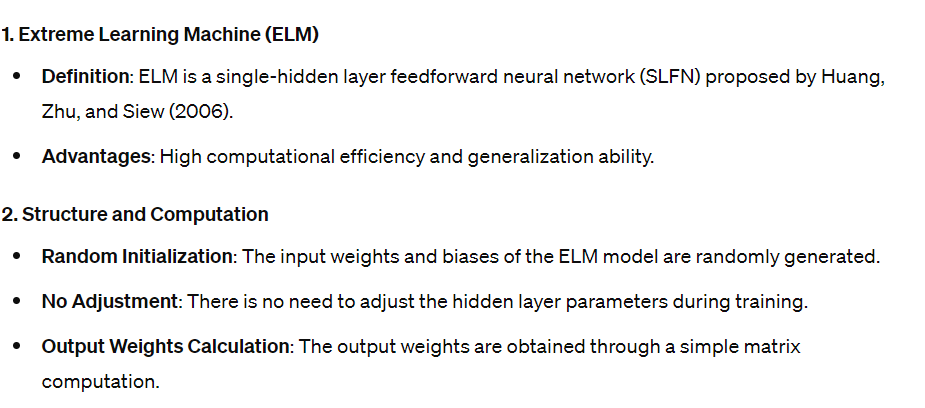 1. Extreme Learning Machine (ELM)
• Definition: ELM is a single-hidden layer feedforward neural network (SLFN) proposed by Huang,
Zhu, and Siew (2006).
• Advantages: High computational efficiency and generalization ability.
2. Structure and Computation
• Random Initialization: The input weights and biases of the ELM model are randomly generated.
• No Adjustment: There is no need to adjust the hidden layer parameters during training.
• Output Weights Calculation: The output weights are obtained through a simple matrix
computation.